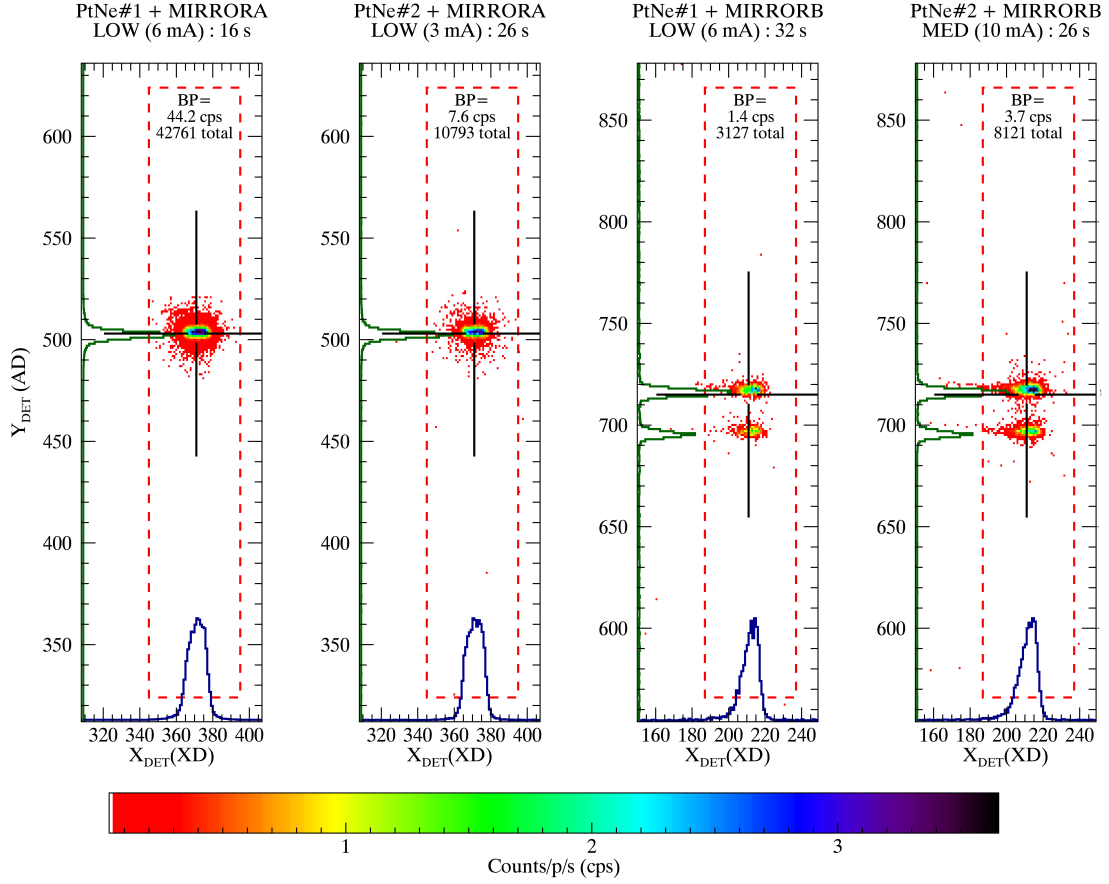 PtNe#1 + MIRRORA
LOW (6 mA) : 16 s
PtNe#2 + MIRRORA
LOW (3 mA) : 26 s
PtNe#1 + MIRRORB
LOW (6 mA) : 32 s
PtNe#2 + MIRRORB
MED (10 mA) : 26 s
BP=
44.2 cps
42761 total
BP=
7.6 cps
10793 total
BP=
1.4 cps
3127 total
BP=
3.7 cps
8121 total
Y_DET (AD)
600
550
500
450
400
350
600
550
500
450
400
350
850
800
750
700
650
600
850
800
750
700
650
600
320 340 360 380 400
320 340 360 380 400
160 180 200 220 240
160 180 200 220 240
X_DET(XD)
X_DET(XD)
X_DET(XD)
X_DET(XD)
1 2 3
Counts/p/s (cps)